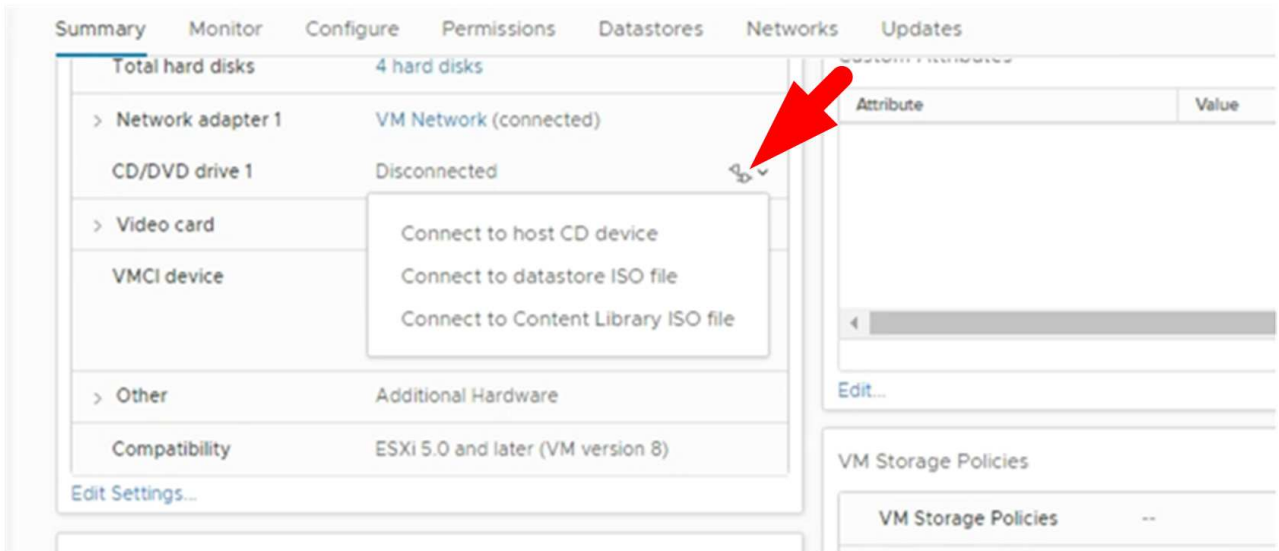 Summary Monitor Configure Permissions Datastores Networks Updates
Total hard disks 4 hard disks
Custom Attributes
Attribute Value
> Network adapter 1 VM Network (connected)
CD/DVD drive 1 Disconnected
> Video card
Connect to host CD device
VMCI device
Connect to datastore ISO file
Connect to Content Library ISO file
> Other Additional Hardware
Edit...
Compatibility ESXi 5.0 and later (VM version 8)
Edit Settings...
VM Storage Policies
VM Storage Policies --